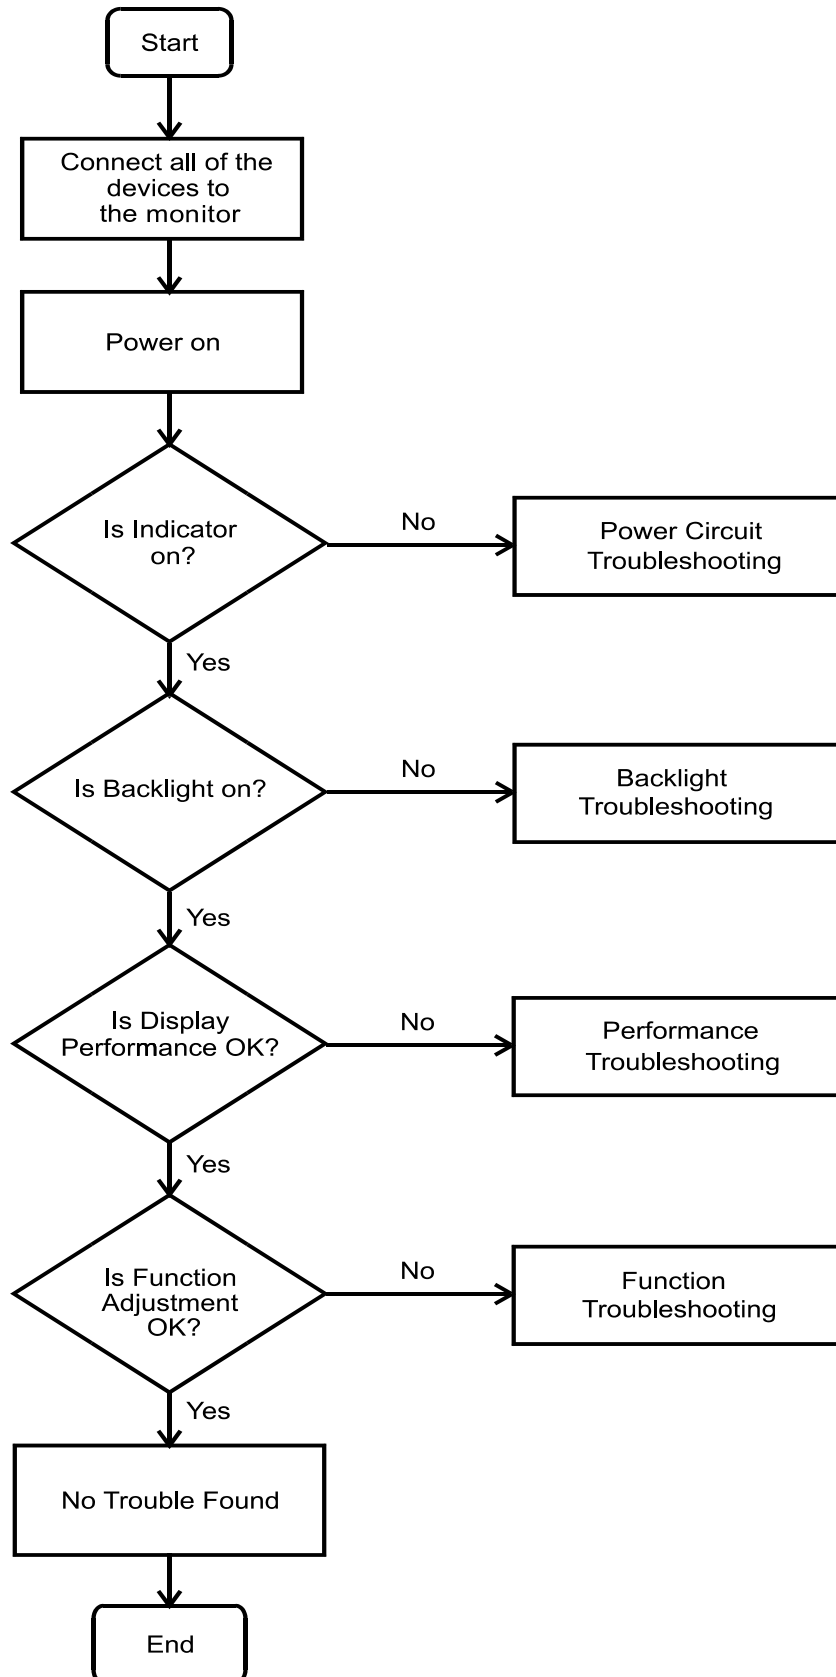 Start
Connect all of the
devices to
the monitor
Power on
Is Indicator
on?
No
Power Circuit
Troubleshooting
Yes
Is Backlight on?
No
Backlight
Troubleshooting
Yes
Is Display
Performance OK?
No
Performance
Troubleshooting
Yes
Is Function
Adjustment
OK?
No
Function
Troubleshooting
Yes
No Trouble Found
End